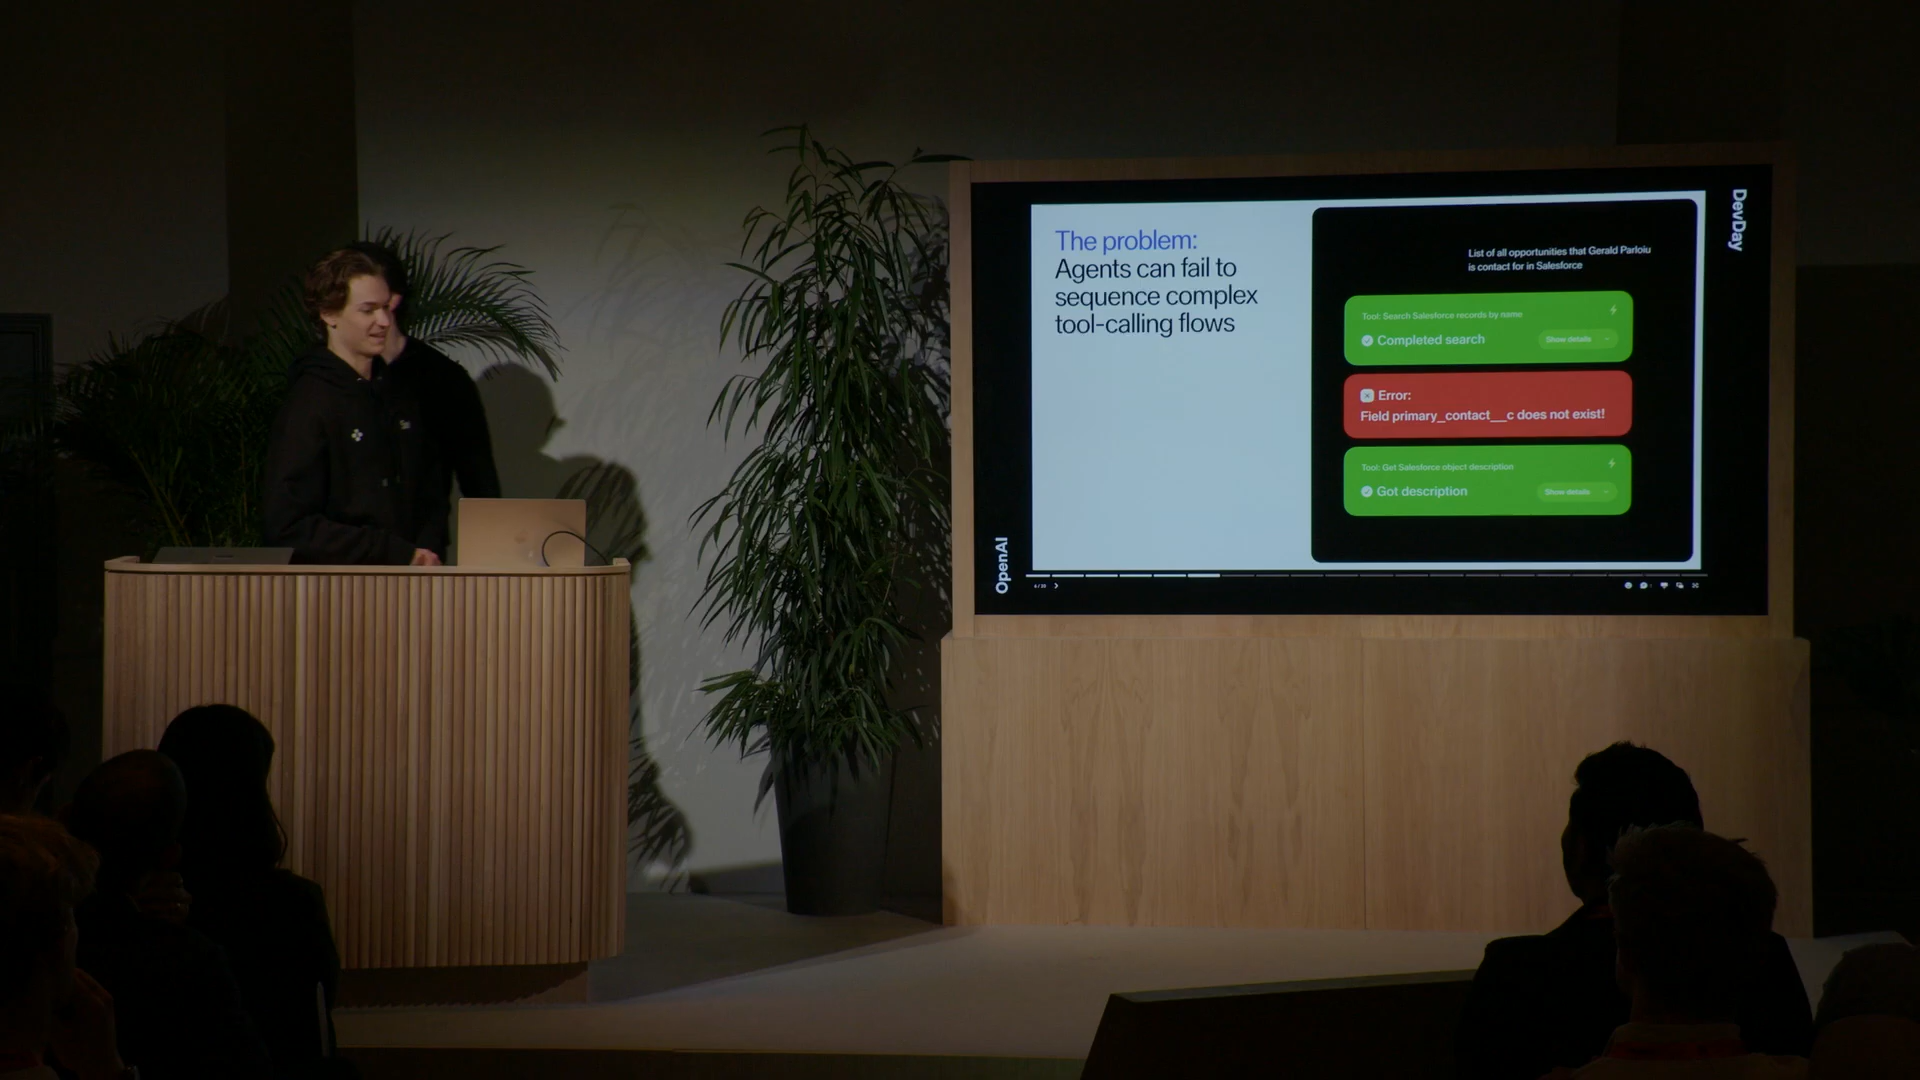 The problem:
Agents can fail to
sequence complex
tool-calling flows
List of all opportunities that Gerald Parloiu
is contact for in Salesforce
Tool: Search Salesforce records by name
Completed search
Show details
Error:
Field primary_contact__c does not exist!
Tool: Get Salesforce object description
Got description
Show details
OpenAI
DevDay